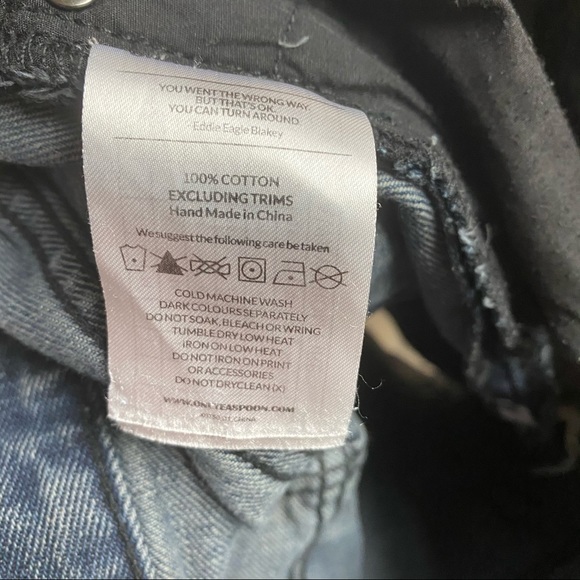 YOU WENT THE WRONG WAY,
BUT THAT'S OK.
YOU CAN TURN AROUND
-Eddie Eagle Blakey
100% COTTON
EXCLUDING TRIMS
Hand Made in China
We suggest the following care be taken
COLD MACHINE WASH
DARK COLOURS SEPARATELY
DO NOT SOAK, BLEACH OR WRING
TUMBLE DRY LOW HEAT
IRON ON LOW HEAT
DO NOT IRON ON PRINT
OR ACCESSORIES
DO NOT DRYCLEAN (X)
WWW.ONETEASPOON.COM